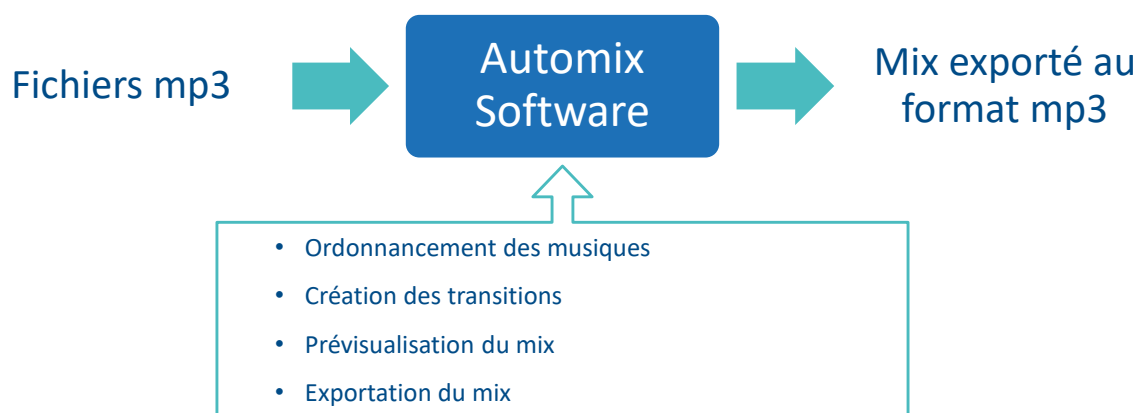 Fichiers mp3
Automix
Software
Mix exporté au
format mp3
• Ordonnancement des musiques
• Création des transitions
• Prévisualisation du mix
• Exportation du mix